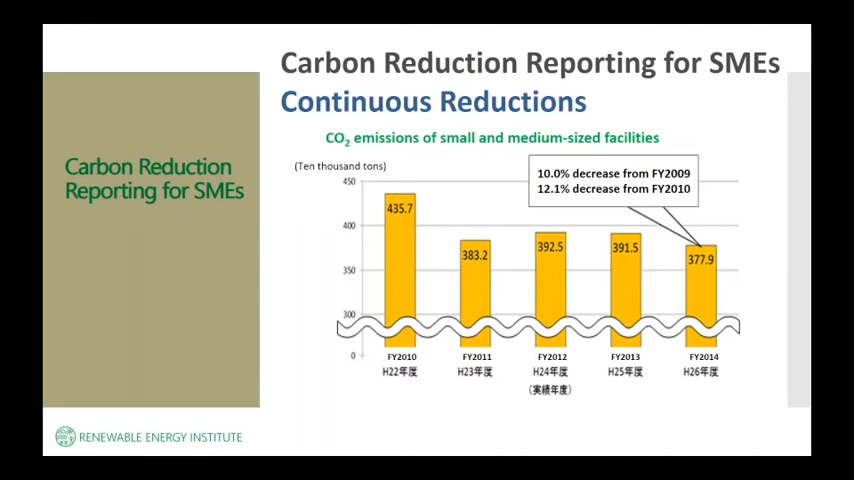 Carbon Reduction Reporting for SMEs
Continuous Reductions
Carbon Reduction
Reporting for SMEs
CO₂ emissions of small and medium-sized facilities
(Ten thousand tons)
10.0% decrease from FY2009
12.1% decrease from FY2010
450
400
350
300
0
435.7
383.2
392.5
391.5
377.9
FY2010 FY2011 FY2012 FY2013 FY2014
H22年度 H23年度 H24年度 H25年度 H26年度
(実績年度)
RENEWABLE ENERGY INSTITUTE